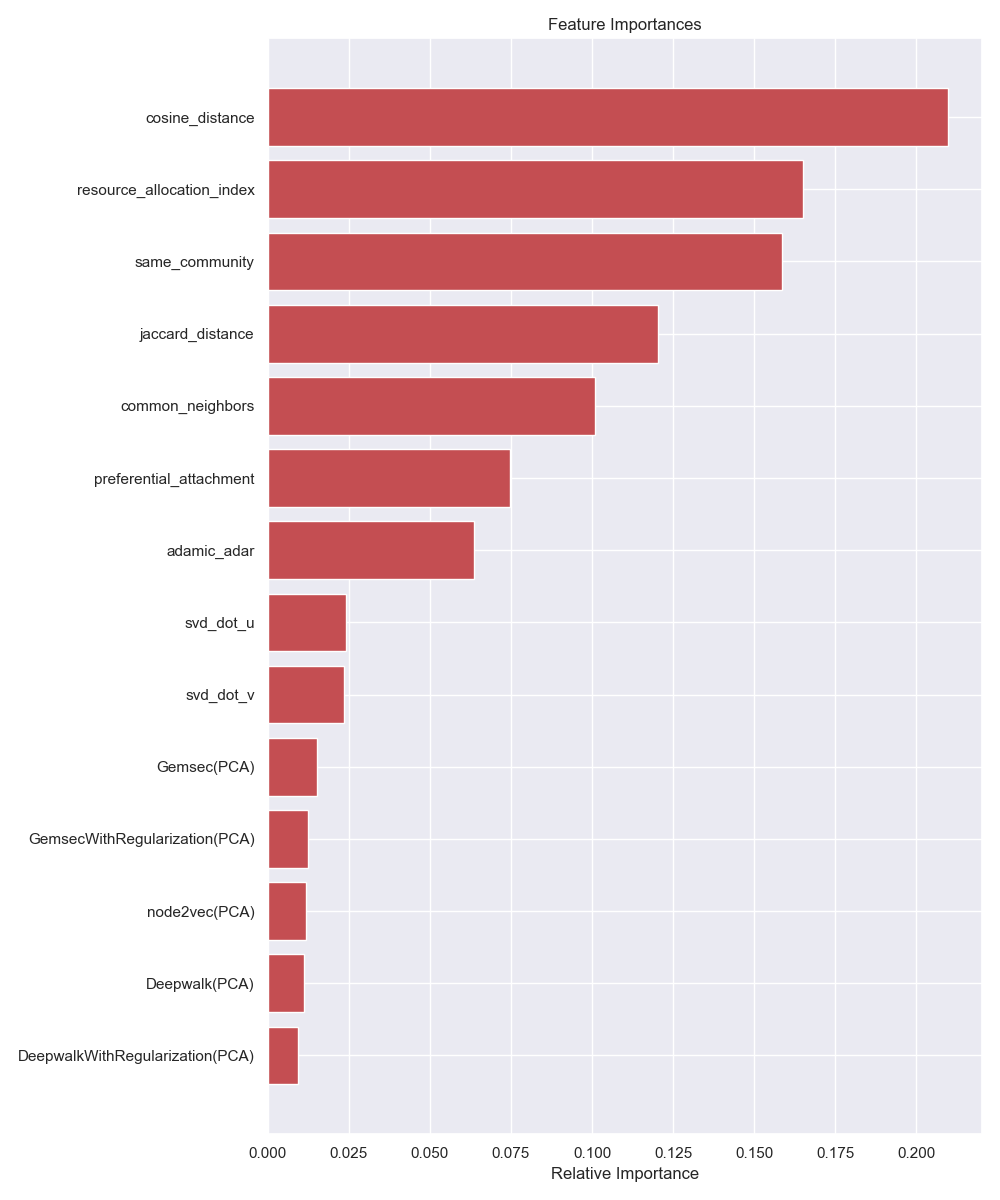 Feature Importances
cosine_distance
resource_allocation_index
same_community
jaccard_distance
common_neighbors
preferential_attachment
adamic_adar
svd_dot_u
svd_dot_v
Gemsec(PCA)
GemsecWithRegularization(PCA)
node2vec(PCA)
Deepwalk(PCA)
DeepwalkWithRegularization(PCA)
0.000 0.025 0.050 0.075 0.100 0.125 0.150 0.175 0.200
Relative Importance